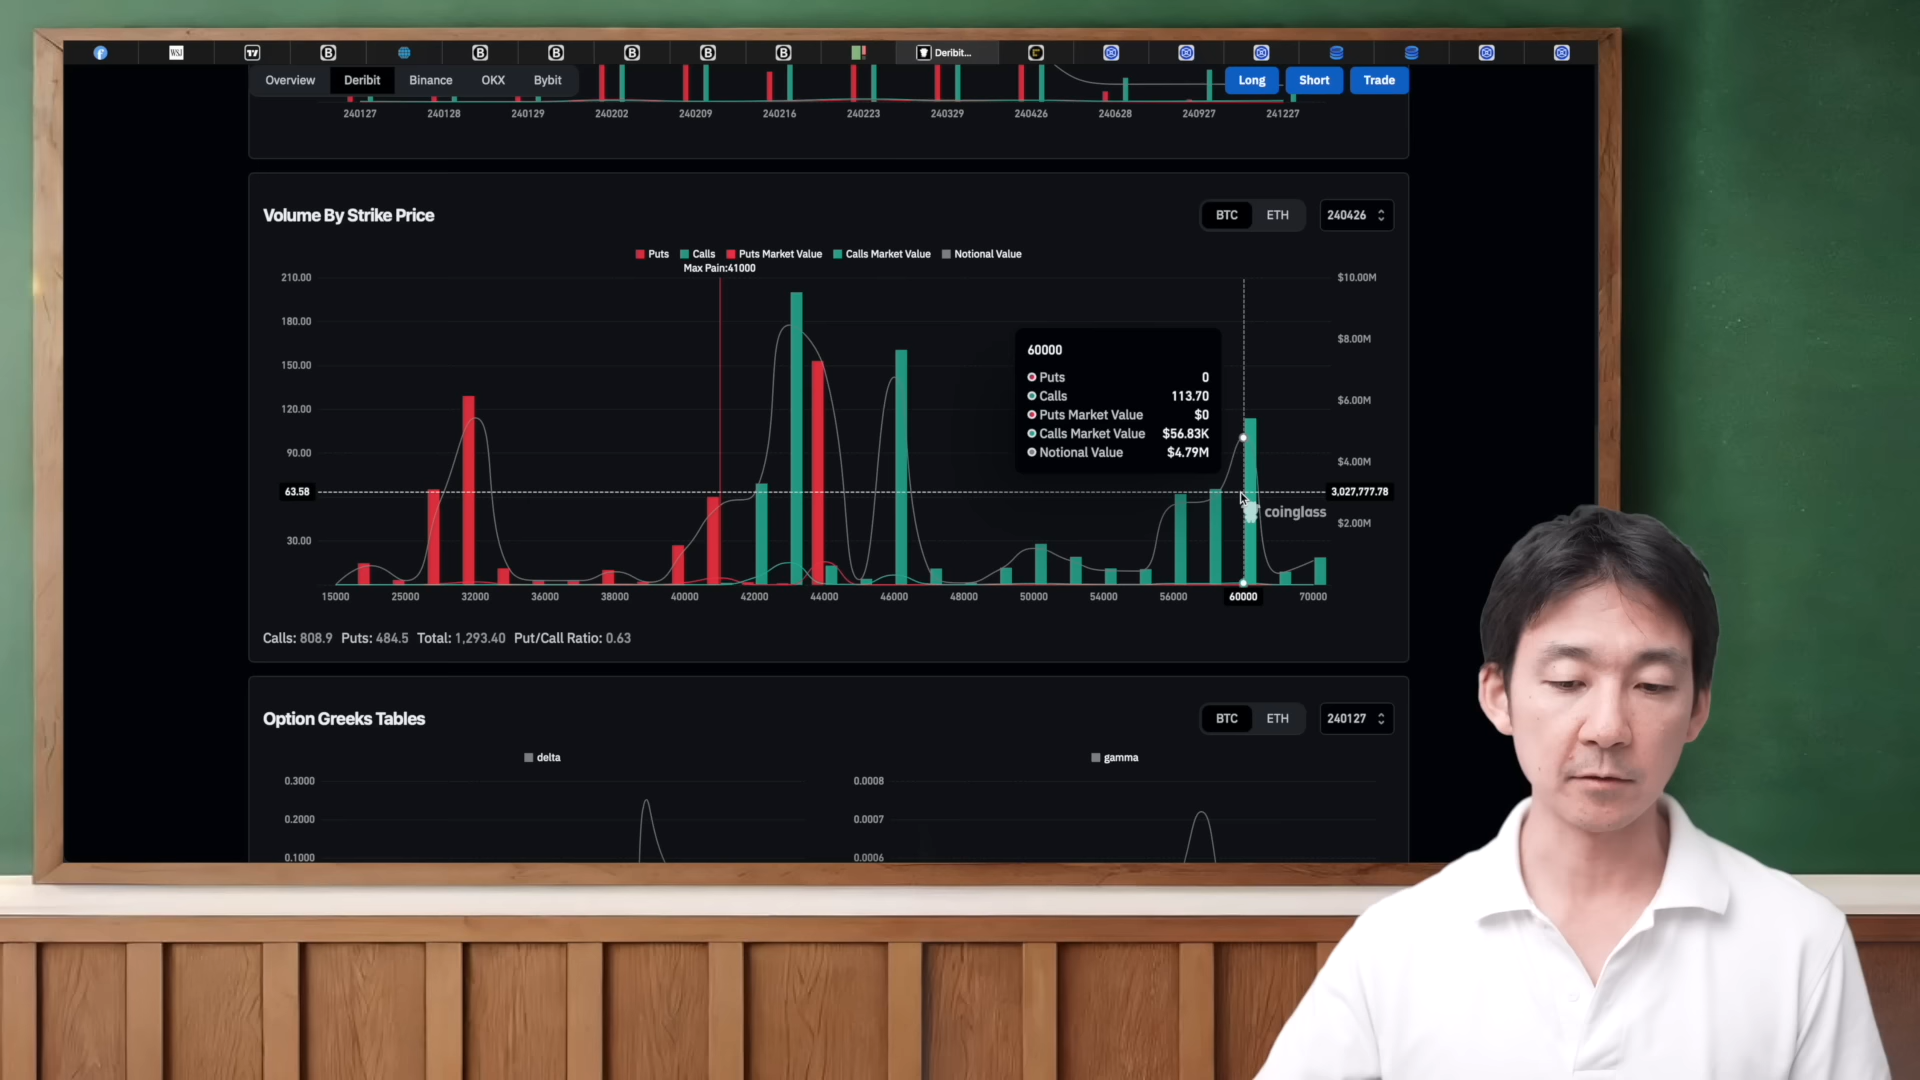 WSJ
Deribit...
Overview Deribit Binance OKX Bybit
Long Short Trade
240127 240128 240129 240202 240209 240216 240223 240329 240426 240628 240927 241227
Volume By Strike Price
BTC ETH 240426
Puts Calls Puts Market Value Calls Market Value Notional Value
Max Pain:41000
210.00 $10.00M
180.00
$8.00M
60000
150.00
Puts 0
Calls 113.70
120.00 $6.00M
Puts Market Value $0
Calls Market Value $56.83K
90.00
Notional Value $4.79M
$4.00M
63.58 3,027,777.78
coinglass
$2.00M
30.00
15000 25000 32000 36000 38000 40000 42000 44000 46000 48000 50000 54000 56000 60000 70000
Calls: 808.9 Puts: 484.5 Total: 1,293.40 Put/Call Ratio: 0.63
Option Greeks Tables
BTC ETH 240127
delta gamma
0.3000 0.0008
0.2000 0.0007
0.1000 0.0006